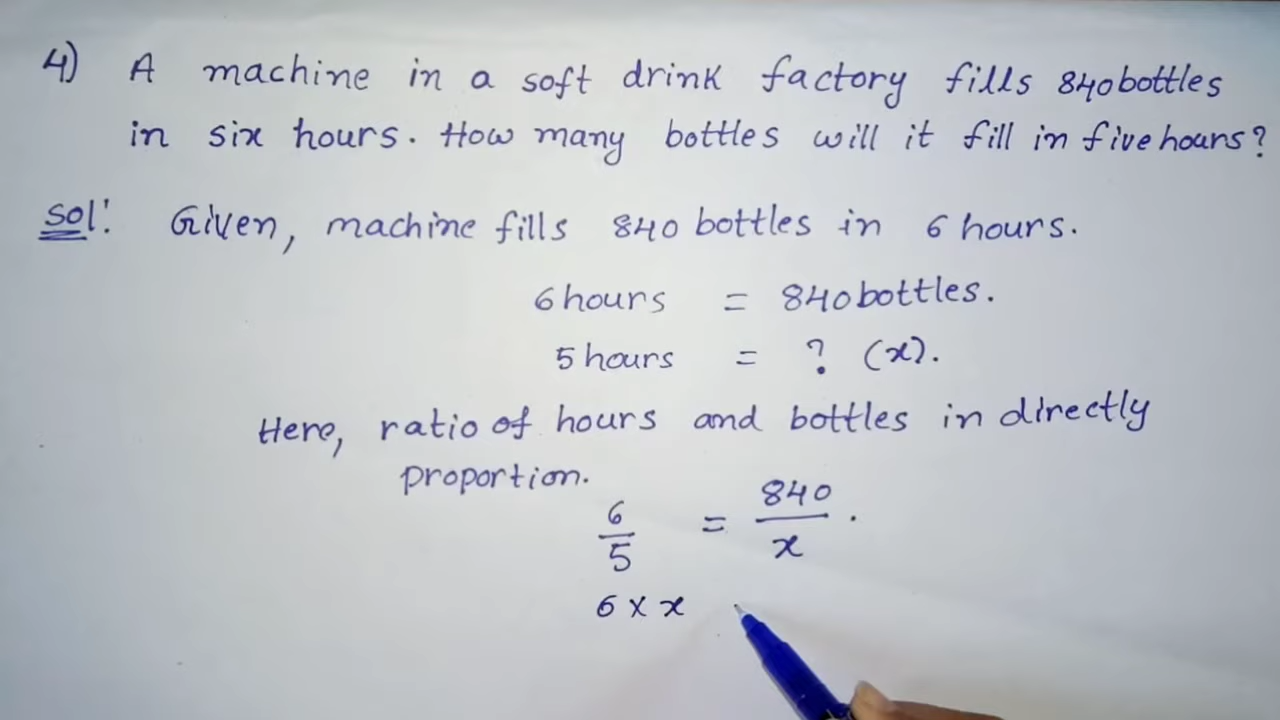 4) A machine in a soft drink factory fills 840 bottles
in six hours. How many bottles will it fill in five hours?
Sol: Given, machine fills 840 bottles in 6 hours.
6 hours = 840 bottles.
5 hours = ? (x).
Here, ratio of hours and bottles in directly
proportion.
6/5 = 840/x.
6 × x